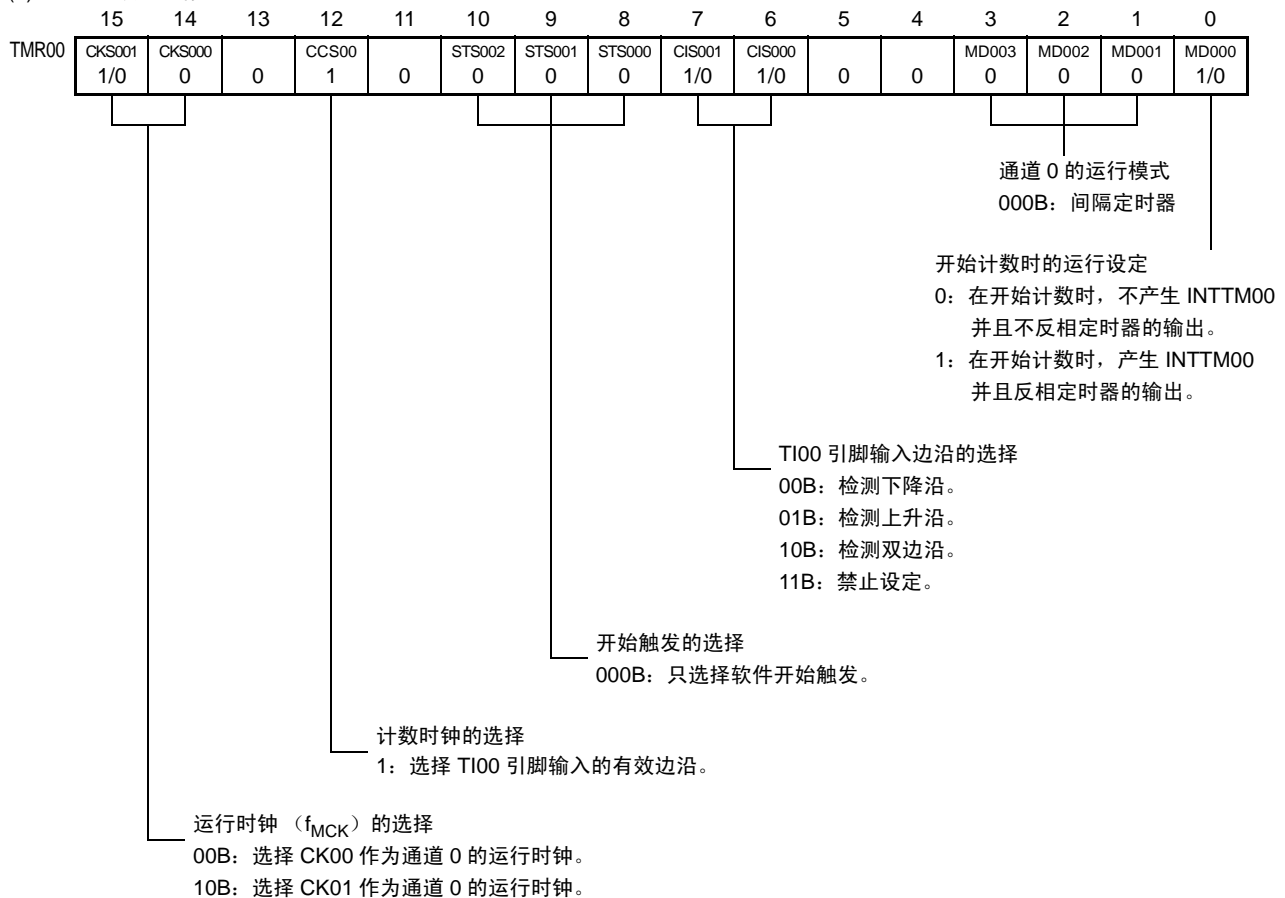 15 14 13 12 11 10 9 8 7 6 5 4 3 2 1 0
TMR00 CKS001 CKS000 CCS00 STS002 STS001 STS000 CIS001 CIS000 MD003 MD002 MD001 MD000
1/0 0 0 1 0 0 0 0 1/0 1/0 0 0 0 0 0 1/0
通道 0 的运行模式
000B：间隔定时器
开始计数时的运行设定
0：在开始计数时，不产生 INTTM00
并且不反相定时器的输出。
1：在开始计数时，产生 INTTM00
并且反相定时器的输出。
TI00 引脚输入边沿的选择
00B：检测下降沿。
01B：检测上升沿。
10B：检测双边沿。
11B：禁止设定。
开始触发的选择
000B：只选择软件开始触发。
计数时钟的选择
1：选择 TI00 引脚输入的有效边沿。
运行时钟 （fMCK）的选择
00B：选择 CK00 作为通道 0 的运行时钟。
10B：选择 CK01 作为通道 0 的运行时钟。